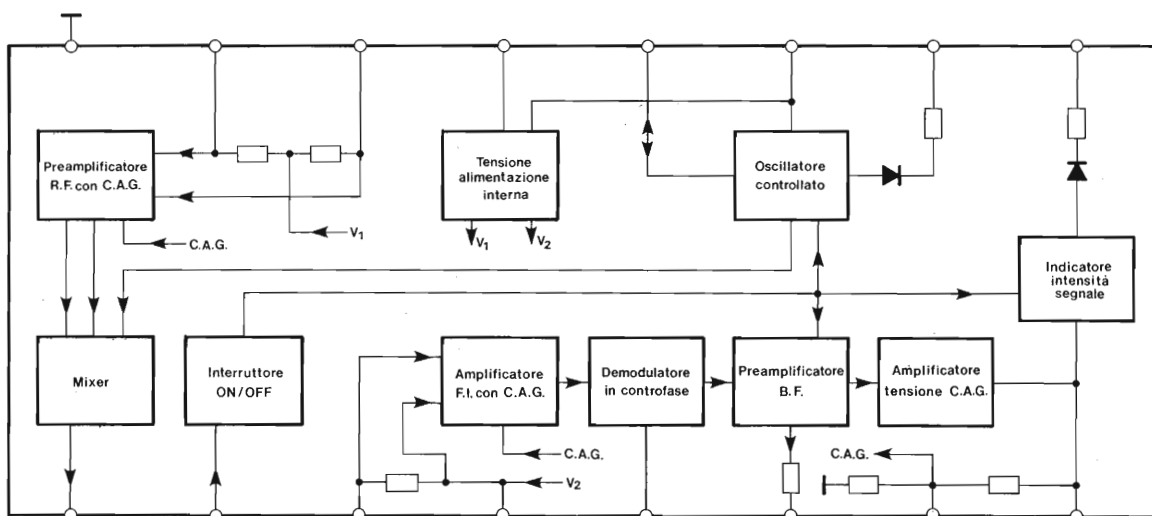 Preamplificatore
R.F. con C.A.G.
V1
C.A.G.
Tensione
alimentazione
interna
V1
V2
Oscillatore
controllato
Indicatore
intensitá
segnale
Mixer
Interruttore
ON/OFF
Amplificatore
F.I. con C.A.G.
Demodulatore
in controfase
Preamplificatore
B.F.
Amplificatore
tensione C.A.G.
C.A.G.
V2
C.A.G.